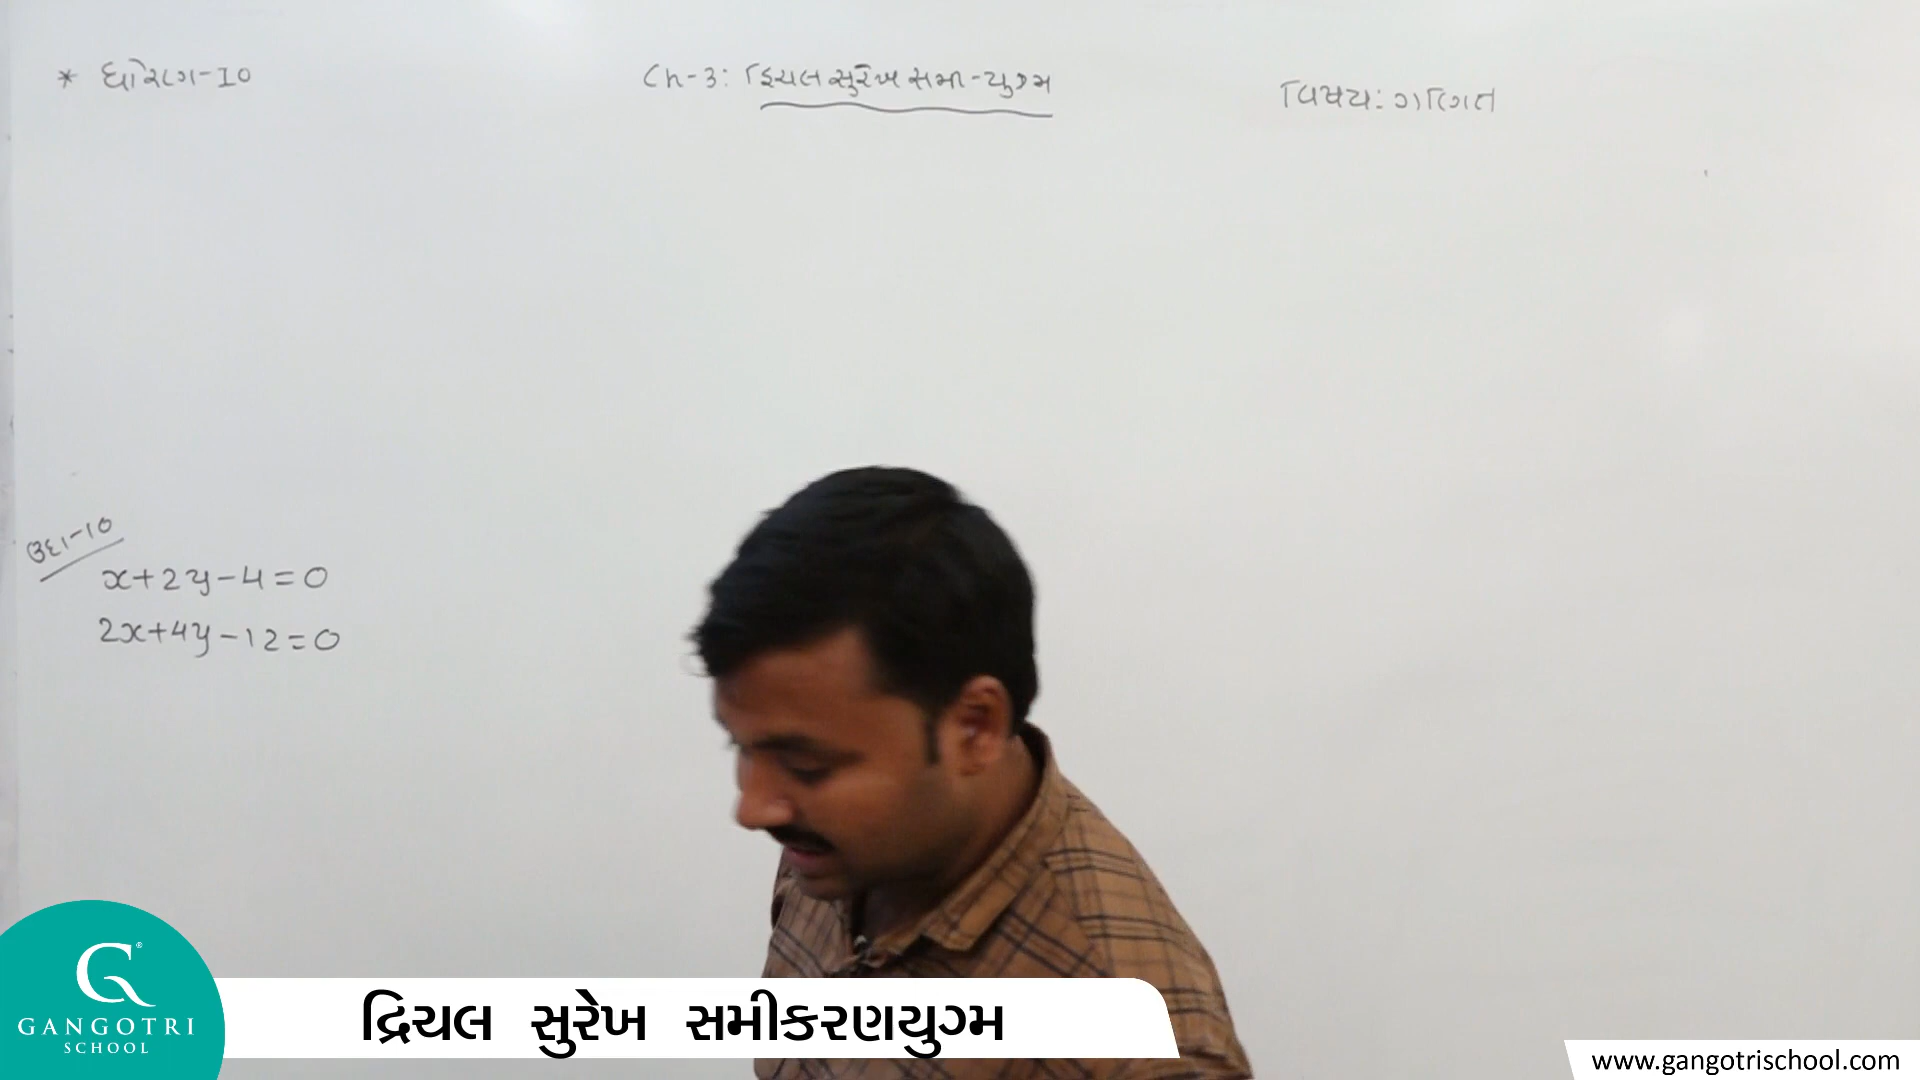 * ધોરણ-10
Ch-3: દ્વિચલ સુરેખ સમી-યુગ્મ
વિષય: ગણિત
ઉદા-10
x+2y-4=0
2x+4y-12=0
GANGOTRI
SCHOOL
દ્રિચલ સુરેખ સમીકરણયુગ્મ
www.gangotrischool.com